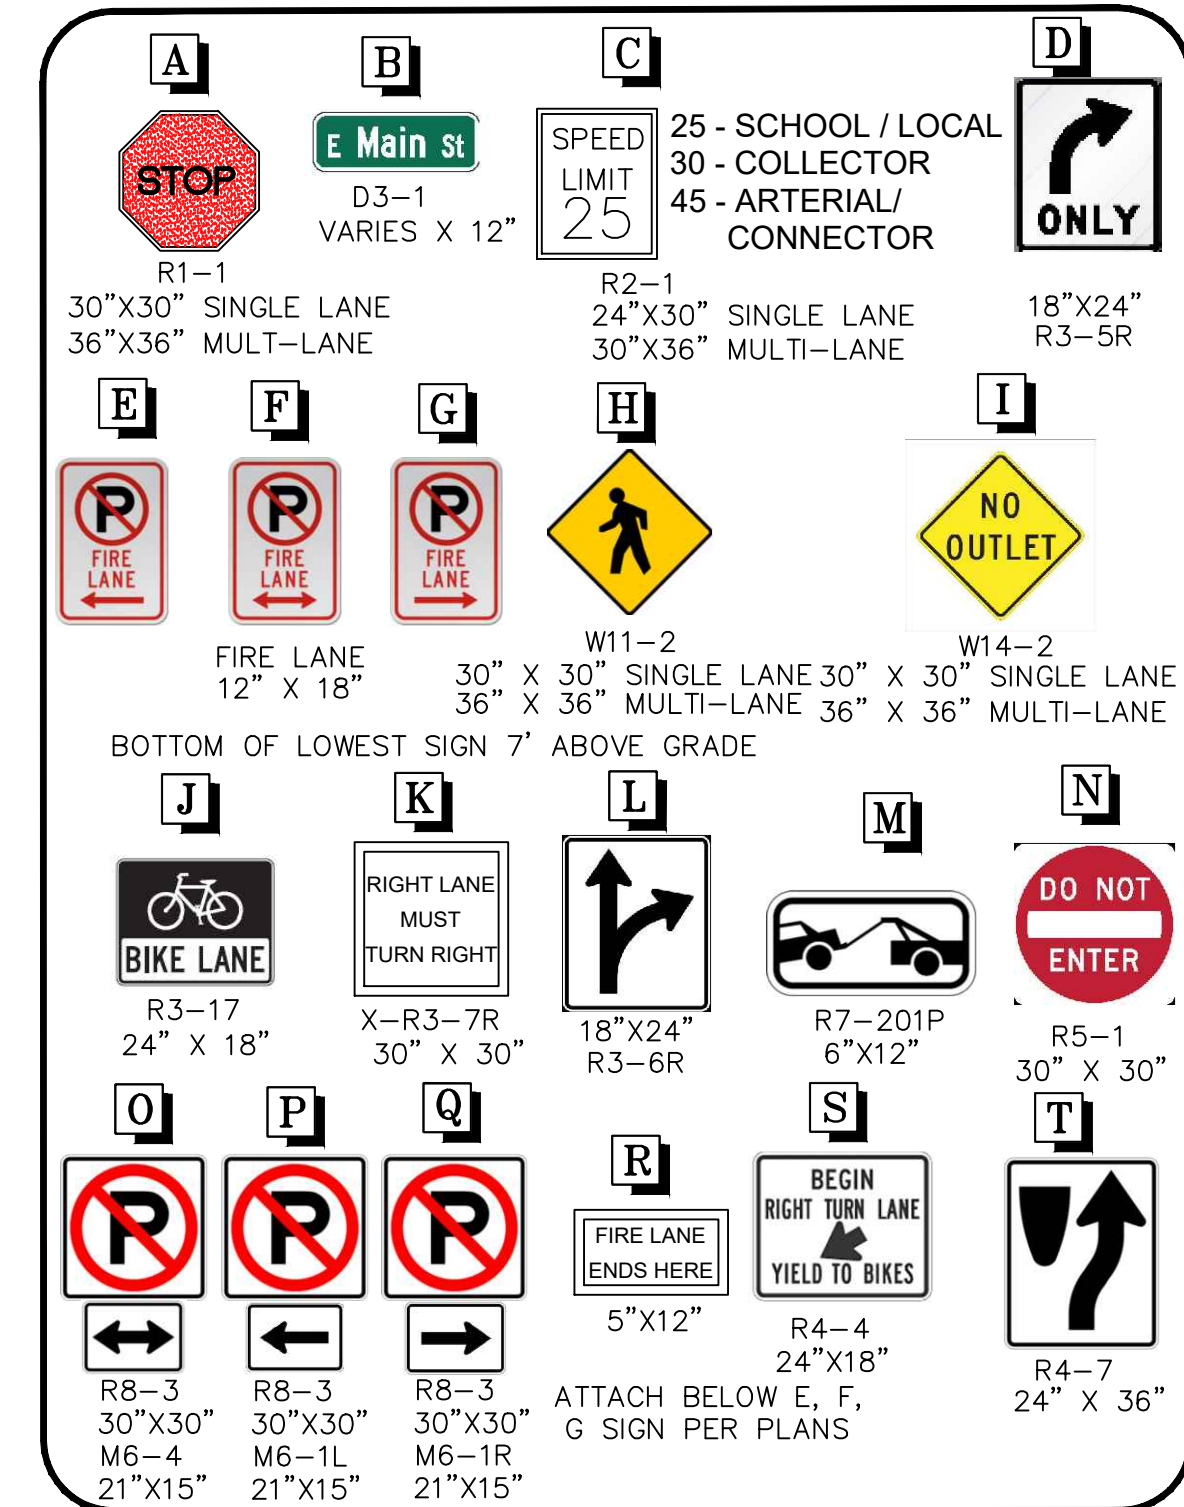 A
B
C
D
STOP
E Main St
SPEED
LIMIT
25
25 - SCHOOL / LOCAL
30 - COLLECTOR
45 - ARTERIAL/
CONNECTOR
ONLY
R1-1
30"X30" SINGLE LANE
36"X36" MULT-LANE
D3-1
VARIES X 12"
R2-1
24"X30" SINGLE LANE
30"X36" MULTI-LANE
18"X24"
R3-5R
E
F
G
H
I
P
FIRE
LANE
P
FIRE
LANE
P
FIRE
LANE
NO
OUTLET
FIRE LANE
12" X 18"
W11-2
30" X 30" SINGLE LANE
36" X 36" MULTI-LANE
W14-2
30" X 30" SINGLE LANE
36" X 36" MULTI-LANE
BOTTOM OF LOWEST SIGN 7' ABOVE GRADE
J
K
L
M
N
BIKE LANE
RIGHT LANE
MUST
TURN RIGHT
DO NOT
ENTER
R3-17
24" X 18"
X-R3-7R
30" X 30"
18"X24"
R3-6R
R7-201P
6"X12"
R5-1
30" X 30"
O
P
Q
R
S
T
P
P
P
FIRE LANE
ENDS HERE
BEGIN
RIGHT TURN LANE
YIELD TO BIKES
R8-3
30"X30"
M6-4
21"X15"
R8-3
30"X30"
M6-1L
21"X15"
R8-3
30"X30"
M6-1R
21"X15"
5"X12"
ATTACH BELOW E, F,
G SIGN PER PLANS
R4-4
24"X18"
R4-7
24" X 36"